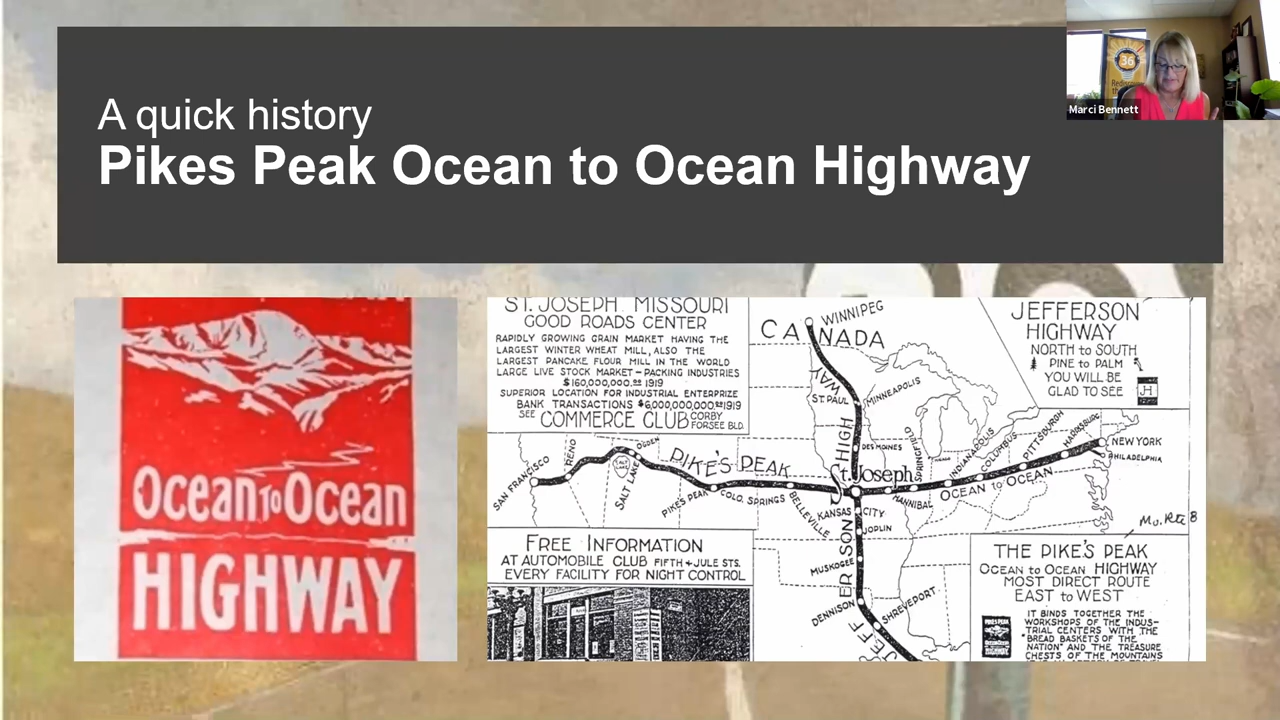 A quick history
Pikes Peak Ocean to Ocean Highway
36
Marci Bennett
Ocean TO Ocean
HIGHWAY
ST. JOSEPH MISSOURI
GOOD ROADS CENTER
RAPIDLY GROWING GRAIN MARKET HAVING THE
LARGEST WINTER WHEAT MILL, ALSO THE
LARGEST PANCAKE FLOUR MILL IN THE WORLD
LARGE LIVE STOCK MARKET – PACKING INDUSTRIES
$160,000,000.00 1919
SUPERIOR LOCATION FOR INDUSTRIAL ENTERPRIZE
BANK TRANSACTIONS $6,000,000,000.00 1919
SEE COMMERCE CLUB CORBY
FORSEE BLD.
CANADA
WINNIPEG
JEFFERSON
HIGHWAY
NORTH to SOUTH
PINE to PALM
YOU WILL BE
GLAD TO SEE
JH
WAY
ST. PAUL
MINNEAPOLIS
HIGH
DES MOINES
SAN FRANCISCO
RENO
SALT LAKE
OGDEN
PIKE'S PEAK
PIKE'S PEAK
COLO. SPRINGS
BELLEVILLE
St. Joseph
HANNIBAL
SPRINGFIELD
INDIANAPOLIS
COLUMBUS
PITTSBURGH
HARRISBURG
NEW YORK
PHILADELPHIA
OCEAN TO OCEAN
KANSAS CITY
JOPLIN
MUSKOGEE
ERSON
DENNISON
SHREVEPORT
JEFF
FREE INFORMATION
AT AUTOMOBILE CLUB FIFTH + JULE STS.
EVERY FACILITY FOR NIGHT CONTROL
THE PIKE'S PEAK
OCEAN to OCEAN HIGHWAY
MOST DIRECT ROUTE
EAST to WEST
IT BINDS TOGETHER THE
WORKSHOPS OF THE INDUS-
TRIAL CENTERS WITH THE
"BREAD BASKETS OF THE
NATION" AND THE TREASURE
CHESTS OF THE MOUNTAINS